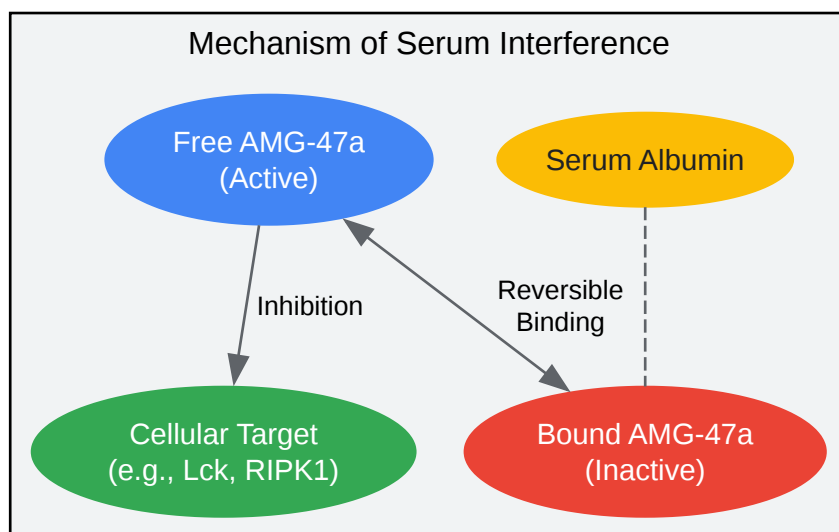 Mechanism of Serum Interference
Free AMG-47a
(Active)
Serum Albumin
Inhibition
Reversible
Binding
Cellular Target
(e.g., Lck, RIPK1)
Bound AMG-47a
(Inactive)